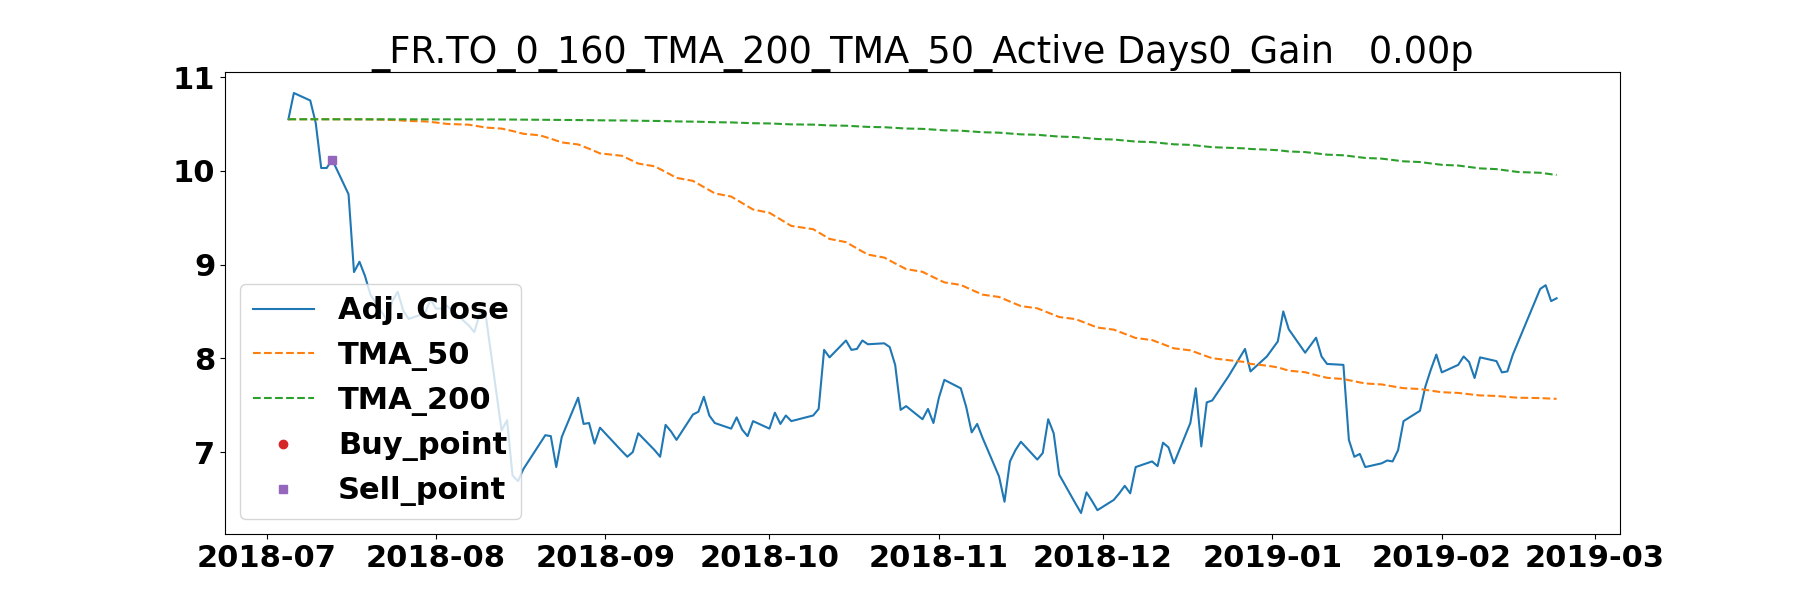 _FR.TO_0_160_TMA_200_TMA_50_Active Days0_Gain   0.00p
11
10
9
8
7
Adj. Close
TMA_50
TMA_200
Buy_point
Sell_point
2018-07 2018-08 2018-09 2018-10 2018-11 2018-12 2019-01 2019-02 2019-03